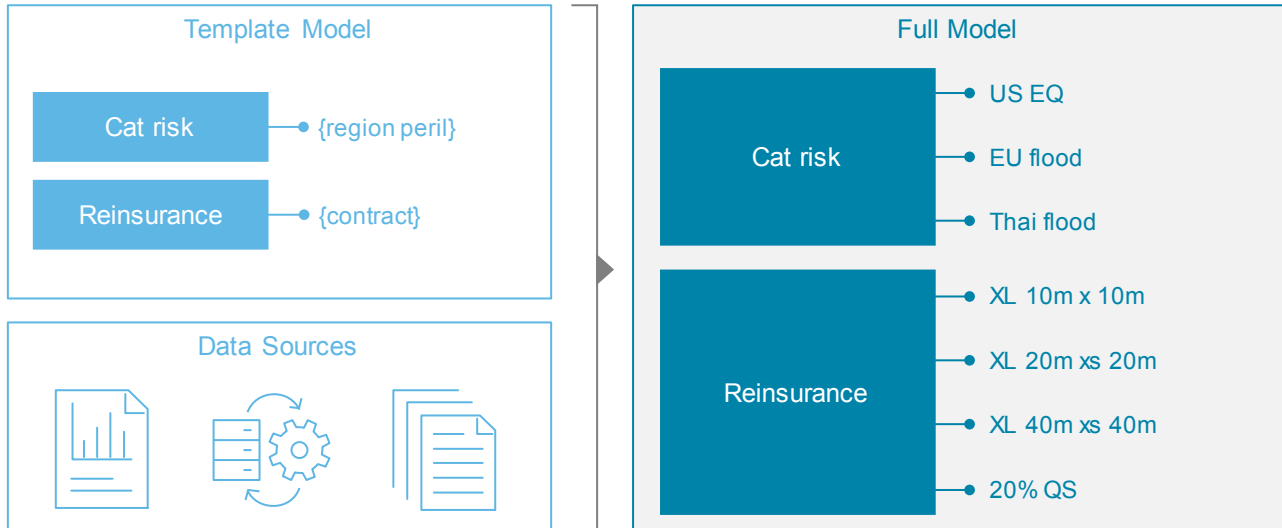 Template Model
Cat risk
{region peril}
Reinsurance
{contract}
Data Sources
Full Model
Cat risk
US EQ
EU flood
Thai flood
Reinsurance
XL 10m x 10m
XL 20m xs 20m
XL 40m xs 40m
20% QS